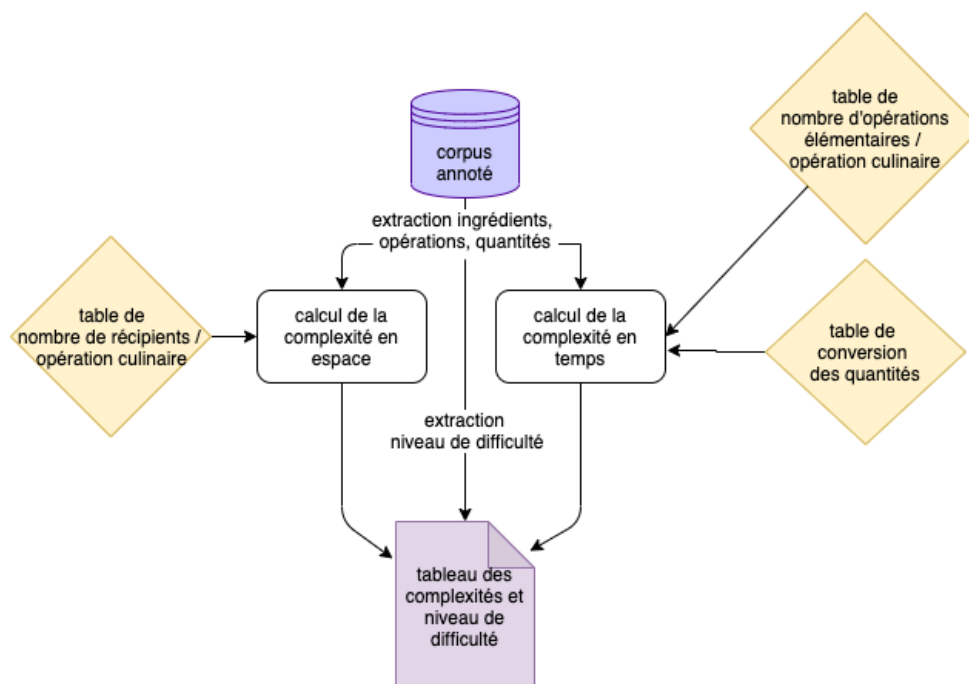 table de
nombre d'opérations
élémentaires /
opération culinaire
corpus
annoté
extraction ingrédients,
opérations, quantités
table de
nombre de récipients /
opération culinaire
calcul de la
complexité en
espace
calcul de la
complexité en
temps
table de
conversion
des quantités
extraction
niveau de difficulté
tableau des
complexités et
niveau de
difficulté